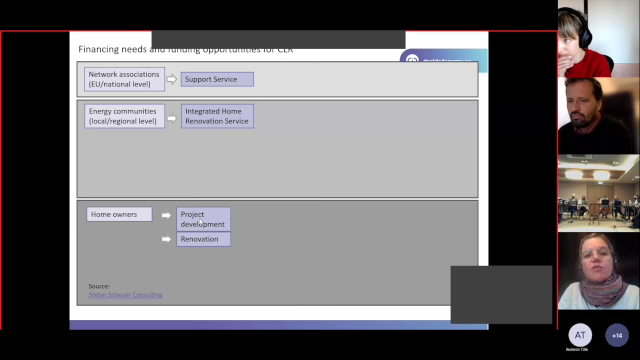 Financing needs and funding opportunities for CLR
Network associations
(EU/national level)
Support Service
Energy communities
(local/regional level)
Integrated Home
Renovation Service
Home owners
Project
development
Renovation
Source:
Stefan Scheuer Consulting
AT
+14